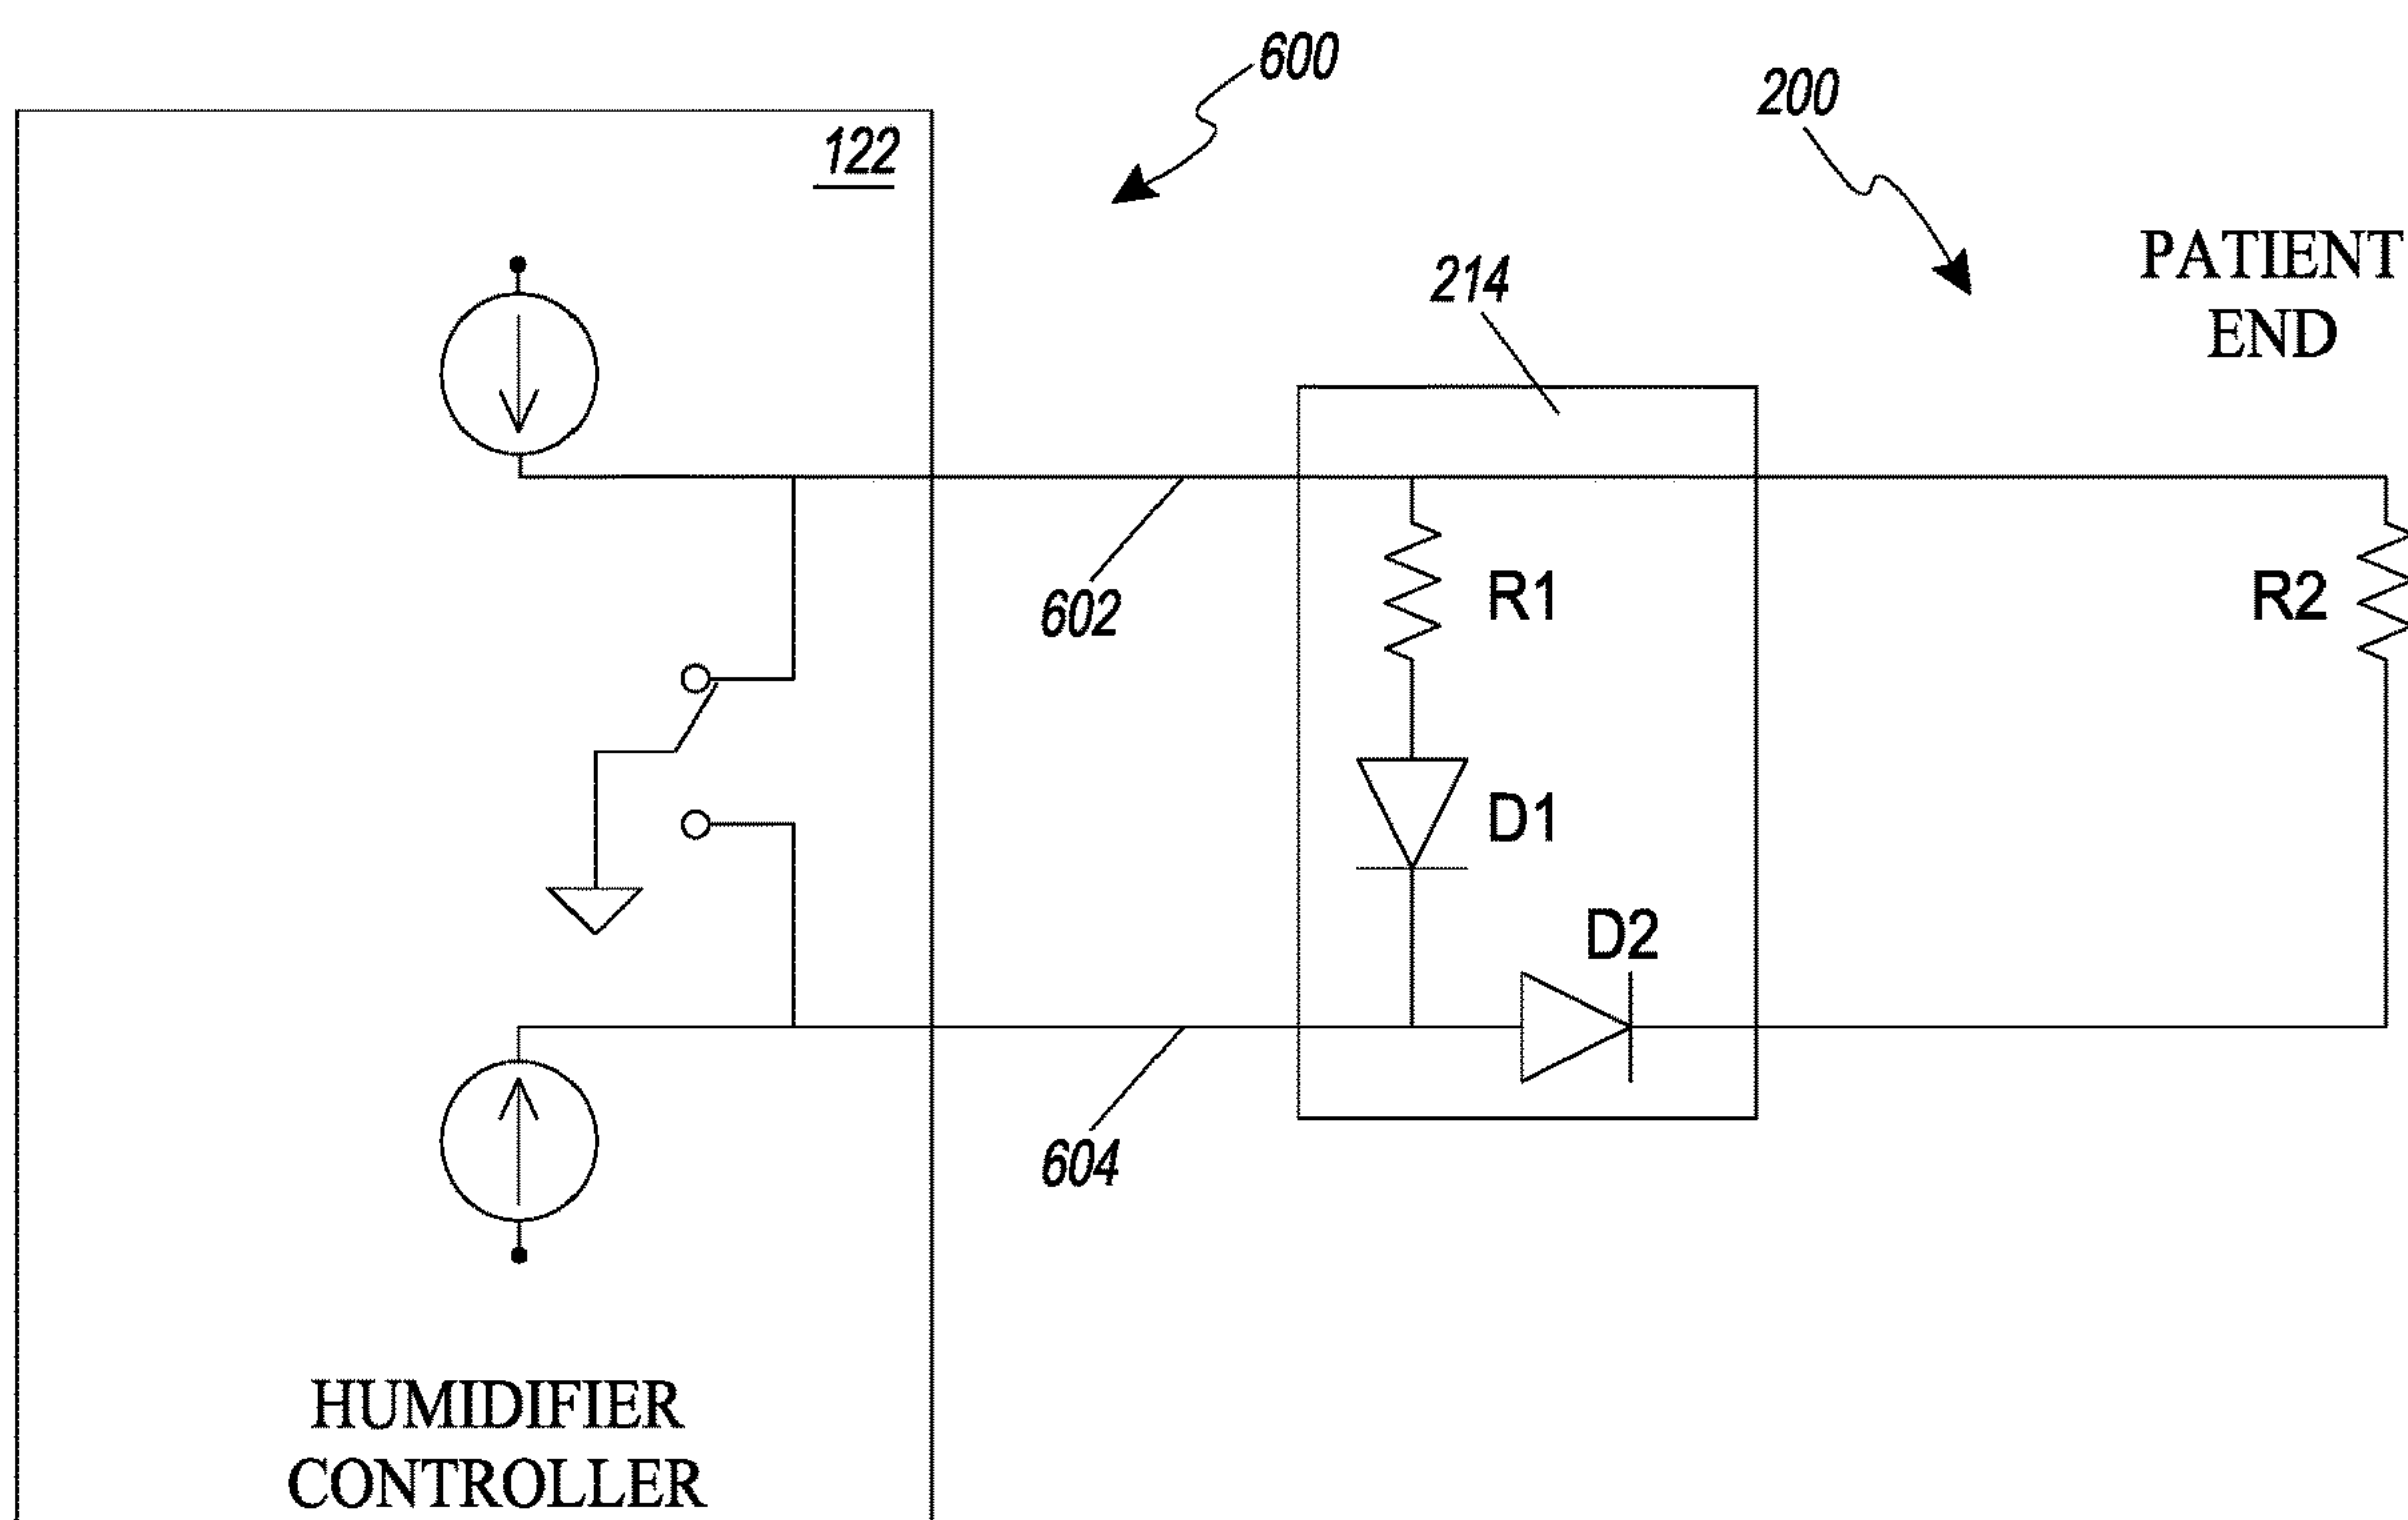 600
200
122
PATIENT
END
214
602
R1
R2
D1
D2
604
HUMIDIFIER
CONTROLLER